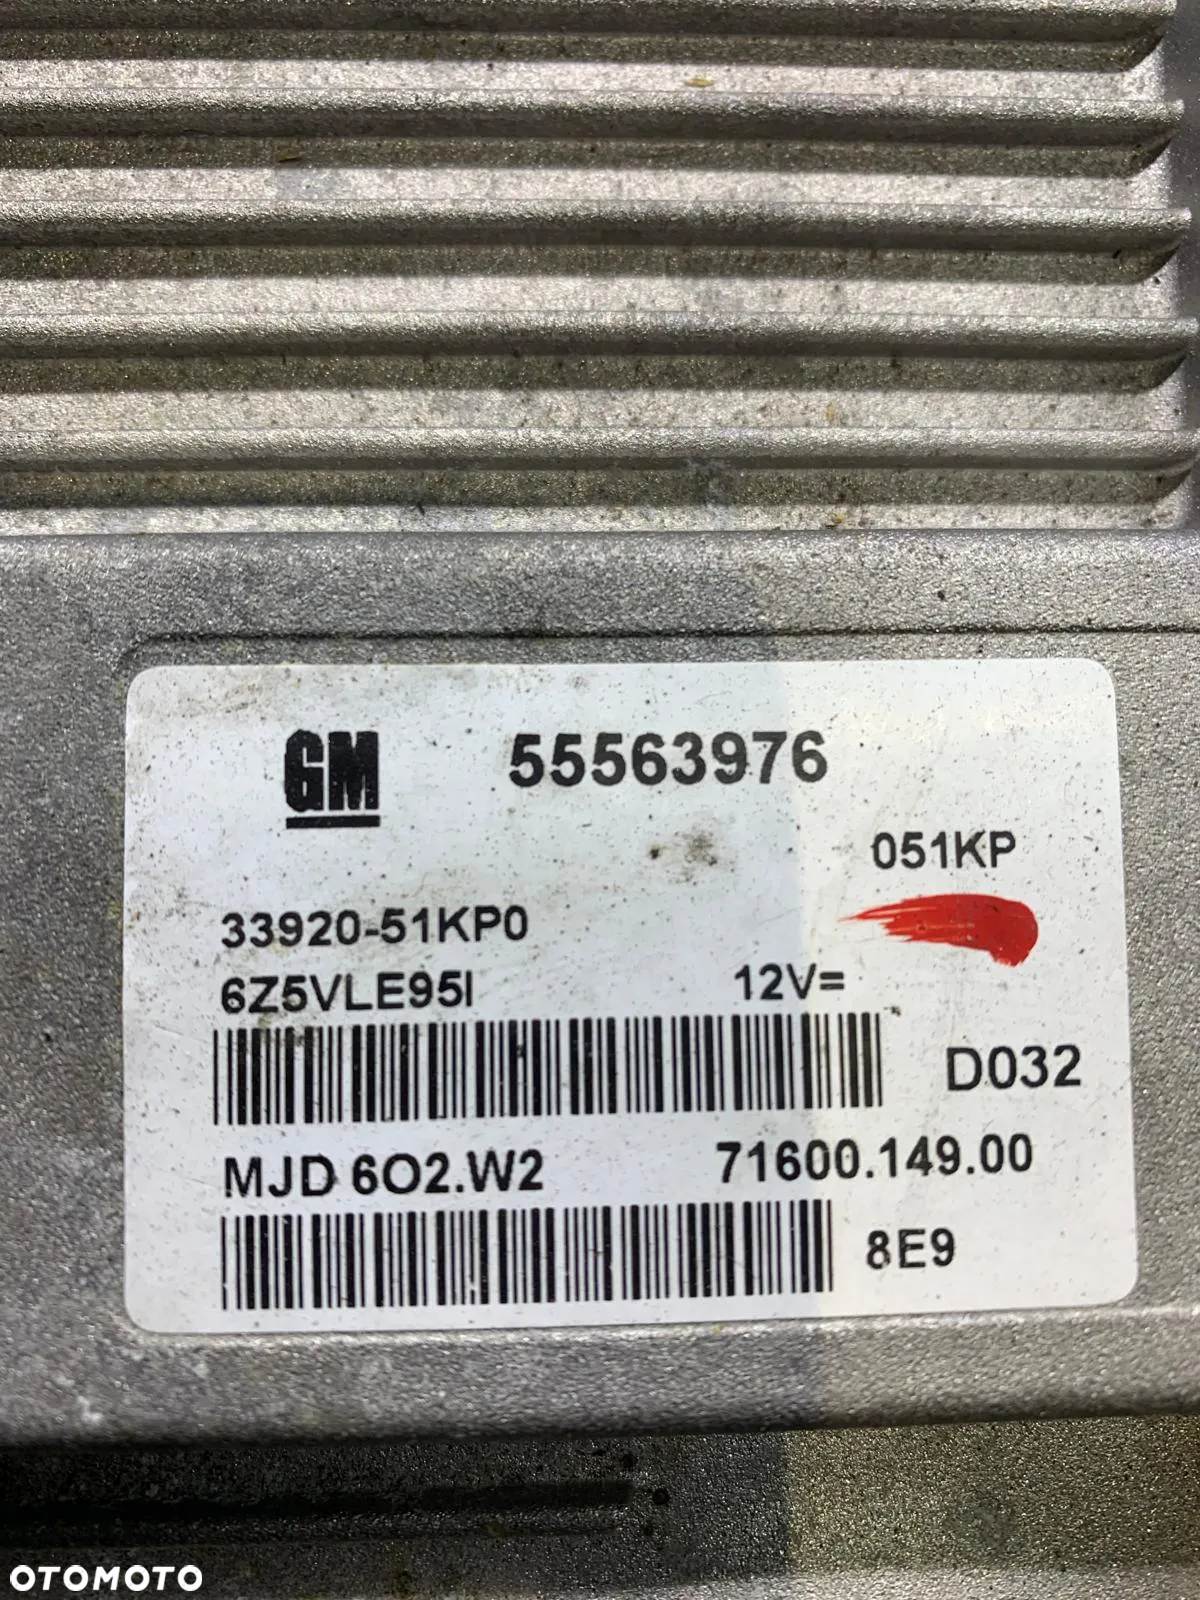 GM 55563976
051KP
33920-51KP0
6Z5VLE95I 12V=
D032
MJD 6O2.W2 71600.149.00
8E9
OTOMOTO